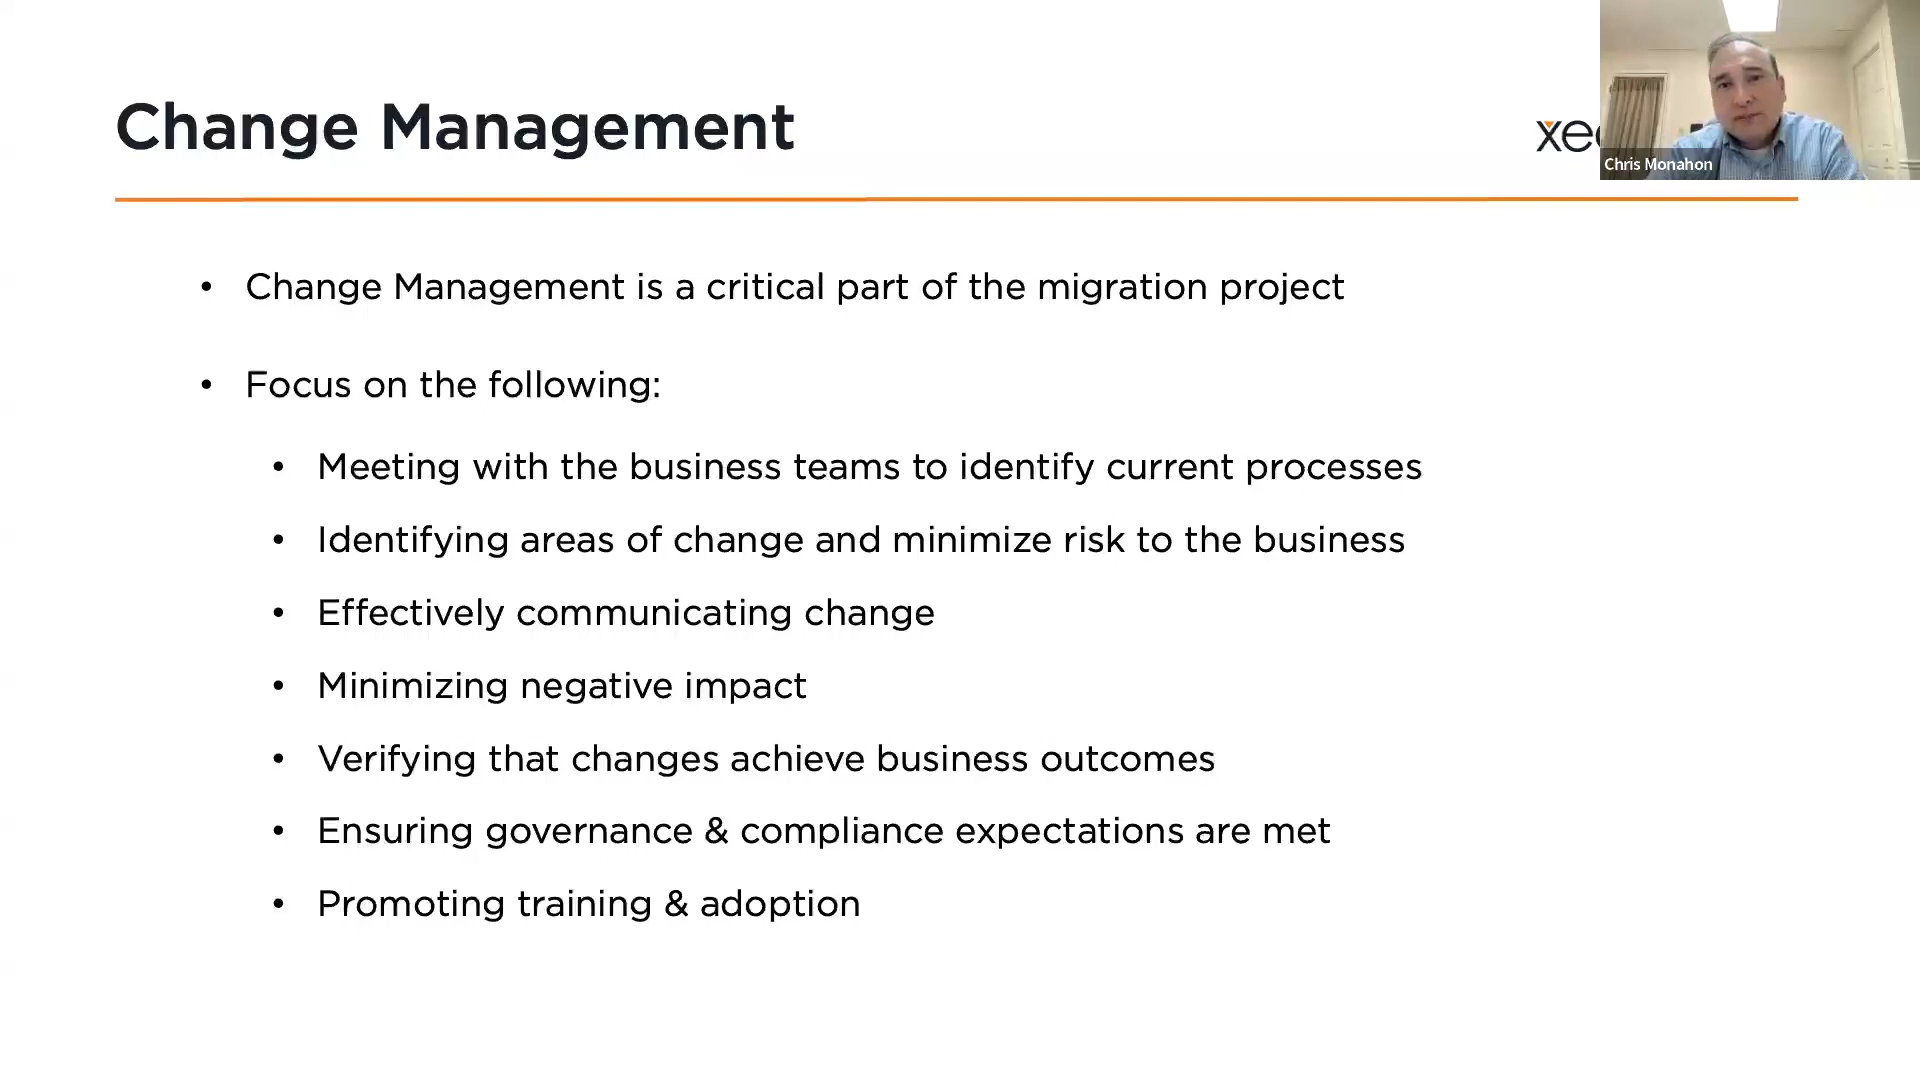 Change Management
Chris Monahon
• Change Management is a critical part of the migration project
• Focus on the following:
• Meeting with the business teams to identify current processes
• Identifying areas of change and minimize risk to the business
• Effectively communicating change
• Minimizing negative impact
• Verifying that changes achieve business outcomes
• Ensuring governance & compliance expectations are met
• Promoting training & adoption